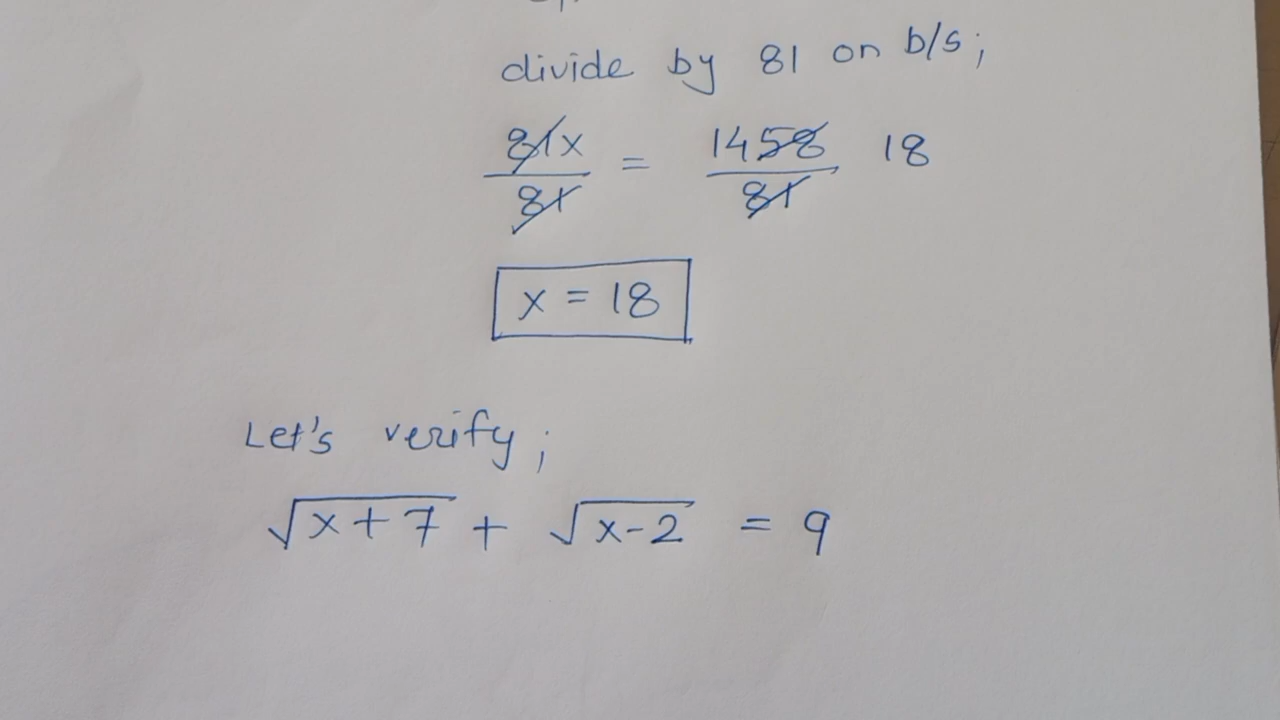 divide by 81 on b/s;
81x/81 = 1458/81 18
x = 18
Let's verify;
√x+7 + √x-2 = 9